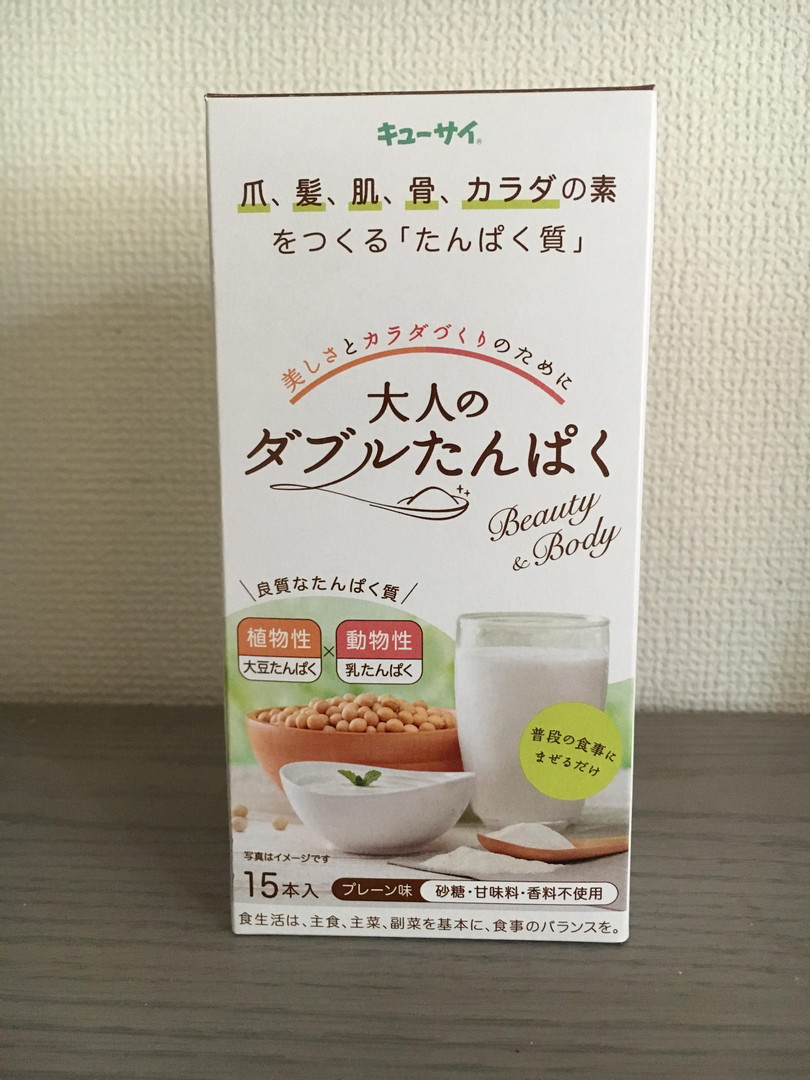 キューサイ®
爪、髪、肌、骨、カラダの素
をつくる「たんぱく質」
美しさとカラダづくりのために
大人の
ダブルたんぱく
Beauty
& Body
良質なたんぱく質
植物性
大豆たんぱく
×
動物性
乳たんぱく
普段の食事に
まぜるだけ
写真はイメージです
15本入
プレーン味
砂糖・甘味料・香料不使用
食生活は、主食、主菜、副菜を基本に、食事のバランスを。